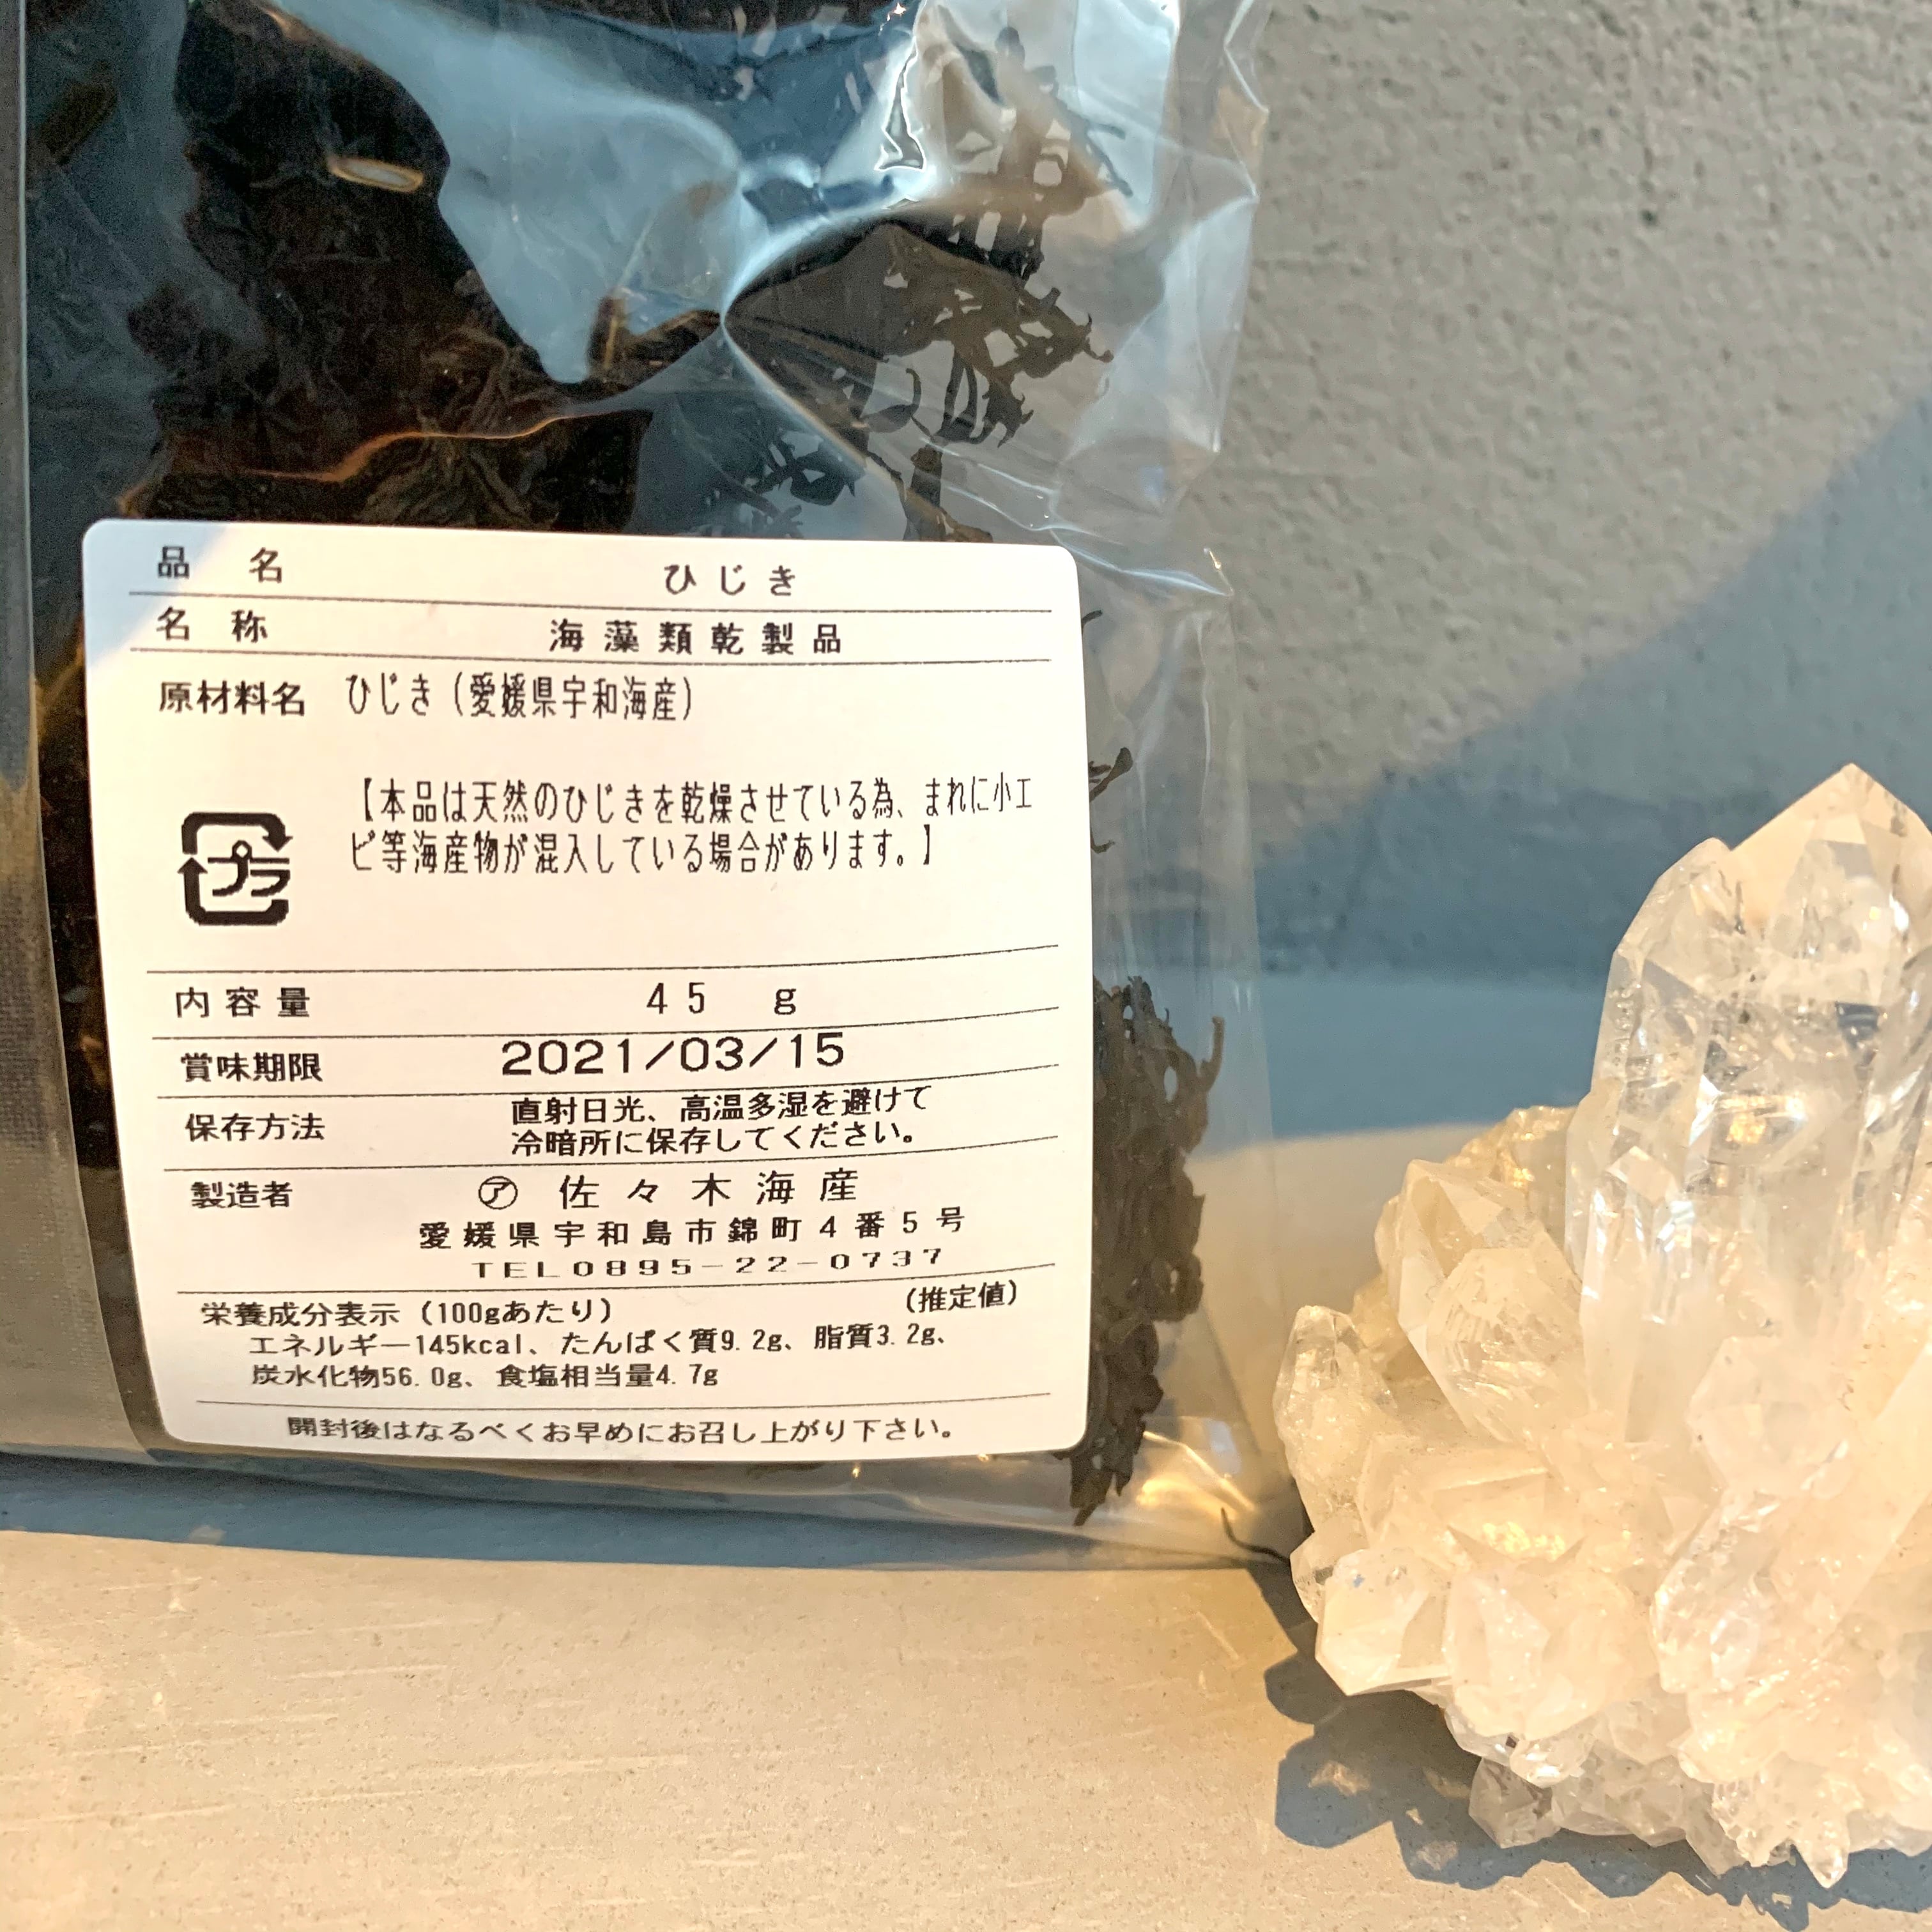 品 名 ひじき
名 称 海藻類乾製品
原材料名 ひじき（愛媛県宇和海産）
【本品は天然のひじきを乾燥させている為、まれに小エ
ビ等海産物が混入している場合があります。】
プラ
内容量 45 g
賞味期限 2021/03/15
保存方法 直射日光、高温多湿を避けて
冷暗所に保存してください。
製造者 ㋐ 佐々木海産
愛媛県宇和島市錦町4番5号
TEL0895-22-0737
栄養成分表示（100gあたり） （推定値）
エネルギー145kcal、たんぱく質9.2g、脂質3.2g、
炭水化物56.0g、食塩相当量4.7g
開封後はなるべくお早めにお召し上がり下さい。